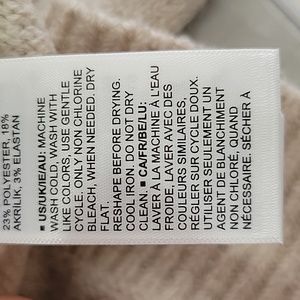 23% POLYESTER, 18%
AKRILIK, 3% ELASTAN
■ US/UK/IE/AU: MACHINE
WASH COLD, WASH WITH
LIKE COLORS, USE GENTLE
CYCLE. ONLY NON CHLORINE
BLEACH, WHEN NEEDED. DRY
FLAT.
RESHAPE BEFORE DRYING.
COOL IRON. DO NOT DRY
CLEAN. ■ CA/FR/BE/LU:
LAVER À LA MACHINE À L'EAU
FROIDE, LAVER AVEC DES
COULEURS SIMILAIRES,
RÉGLER SUR CYCLE DOUX.
UTILISER SEULEMENT UN
AGENT DE BLANCHIMENT
NON CHLORÉ, QUAND
NÉCESSAIRE. SÉCHER À